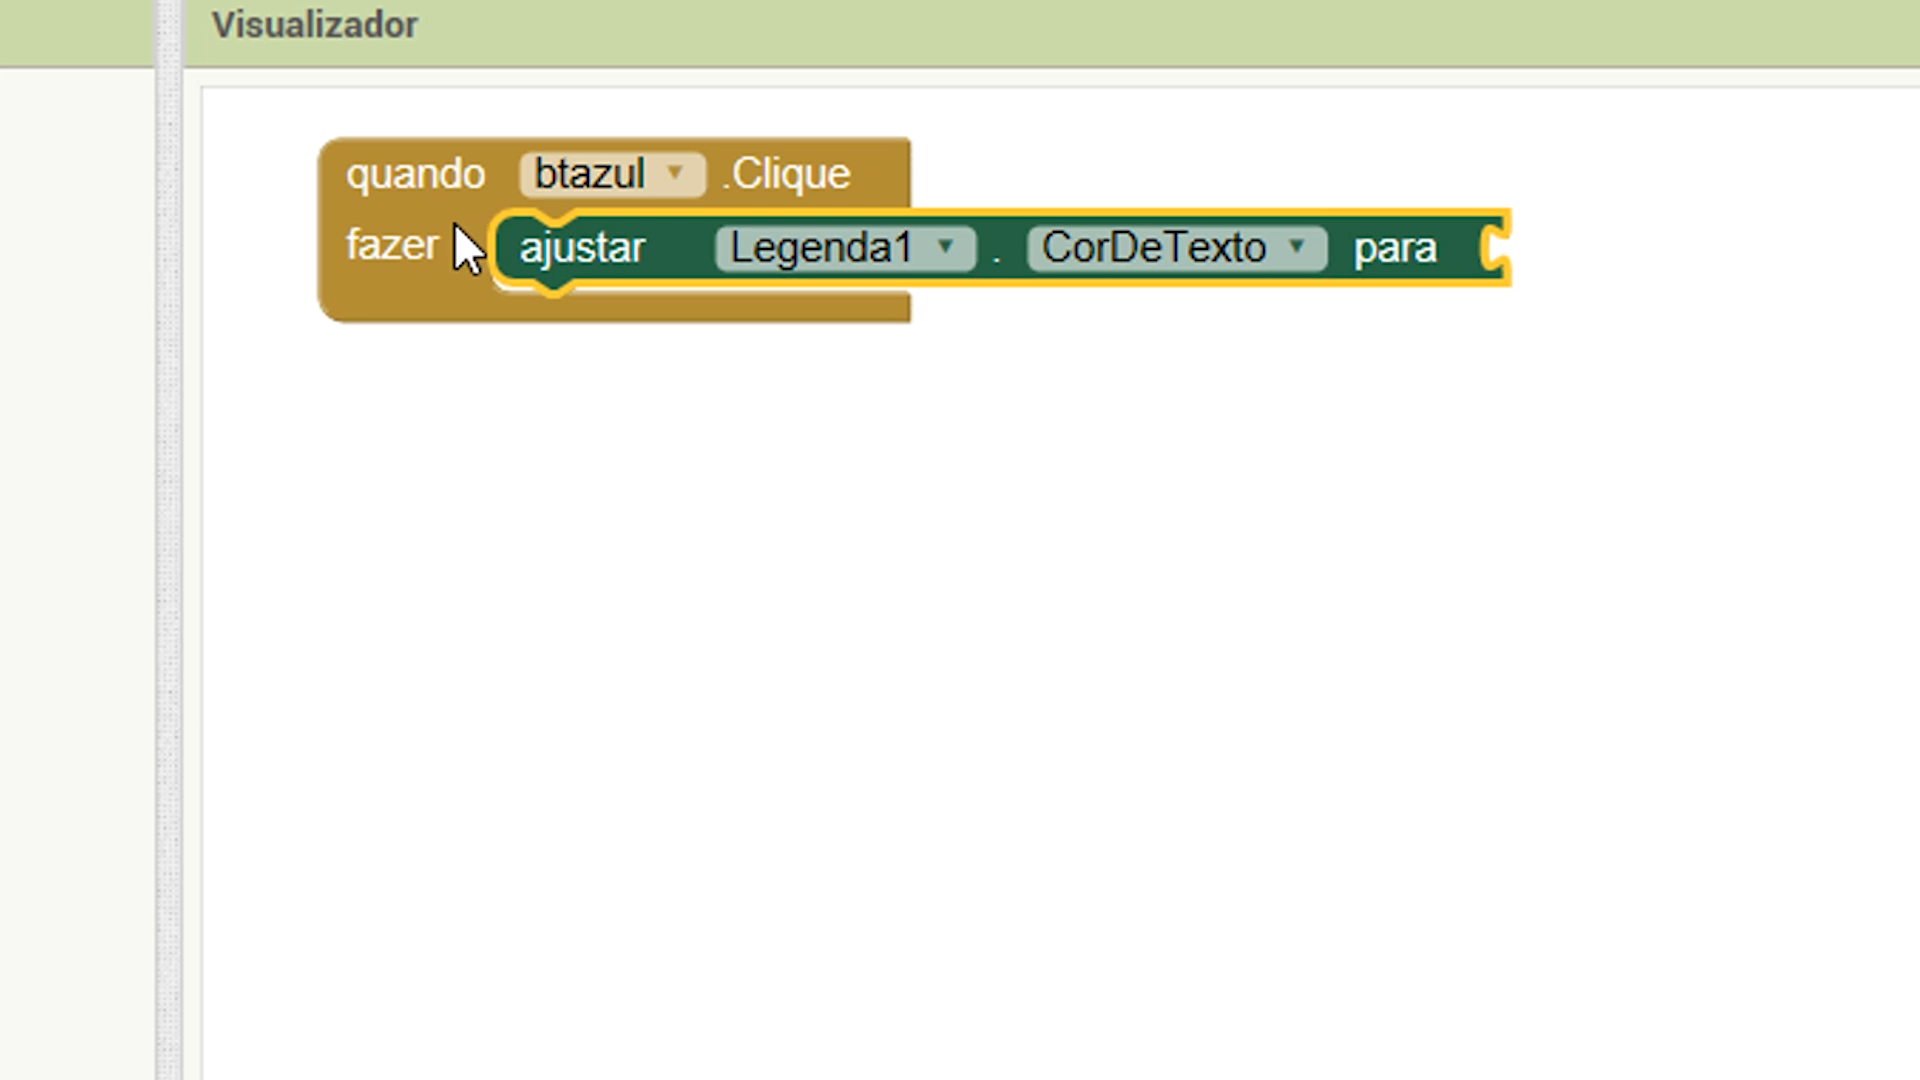 Visualizador
quando btazul .Clique
fazer ajustar Legenda1 . CorDeTexto para